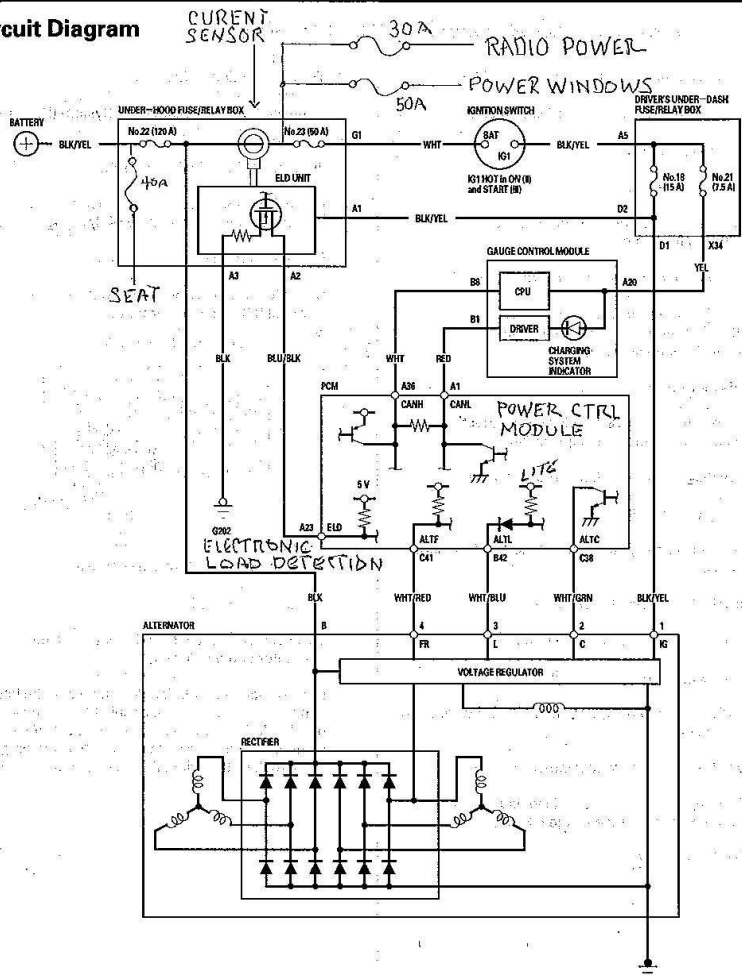 cuit Diagram
CURENT
SENSOR
30A
RADIO POWER
POWER WINDOWS
50A
UNDER-HOOD FUSE/RELAY BOX
IGNITION SWITCH
DRIVER'S UNDER-DASH
FUSE/RELAY BOX
BATTERY
BLK/YEL
No.22 (120 A)
No.23 (50 A)
G1
WHT
BAT
IG1
BLK/YEL
A5
IG1 HOT in ON (II)
and START (III)
No.18
(15 A)
No.21
(7.5 A)
40A
ELD UNIT
A1
BLK/YEL
D2
D1
X34
SEAT
A3
A2
GAUGE CONTROL MODULE
YEL
B8
CPU
A20
B1
DRIVER
CHARGING
SYSTEM
INDICATOR
BLK
BLU/BLK
WHT
RED
PCM
A36
A1
CANH
CANL
POWER CTRL
MODULE
LITE
5 V
G202
A23
ELD
ALTF
ALTL
ALTC
C41
B42
C38
ELECTRONIC
LOAD DETECTION
BLK
WHT/RED
WHT/BLU
WHT/GRN
BLK/YEL
ALTERNATOR
B
4
3
2
1
FR
L
C
IG
VOLTAGE REGULATOR
RECTIFIER